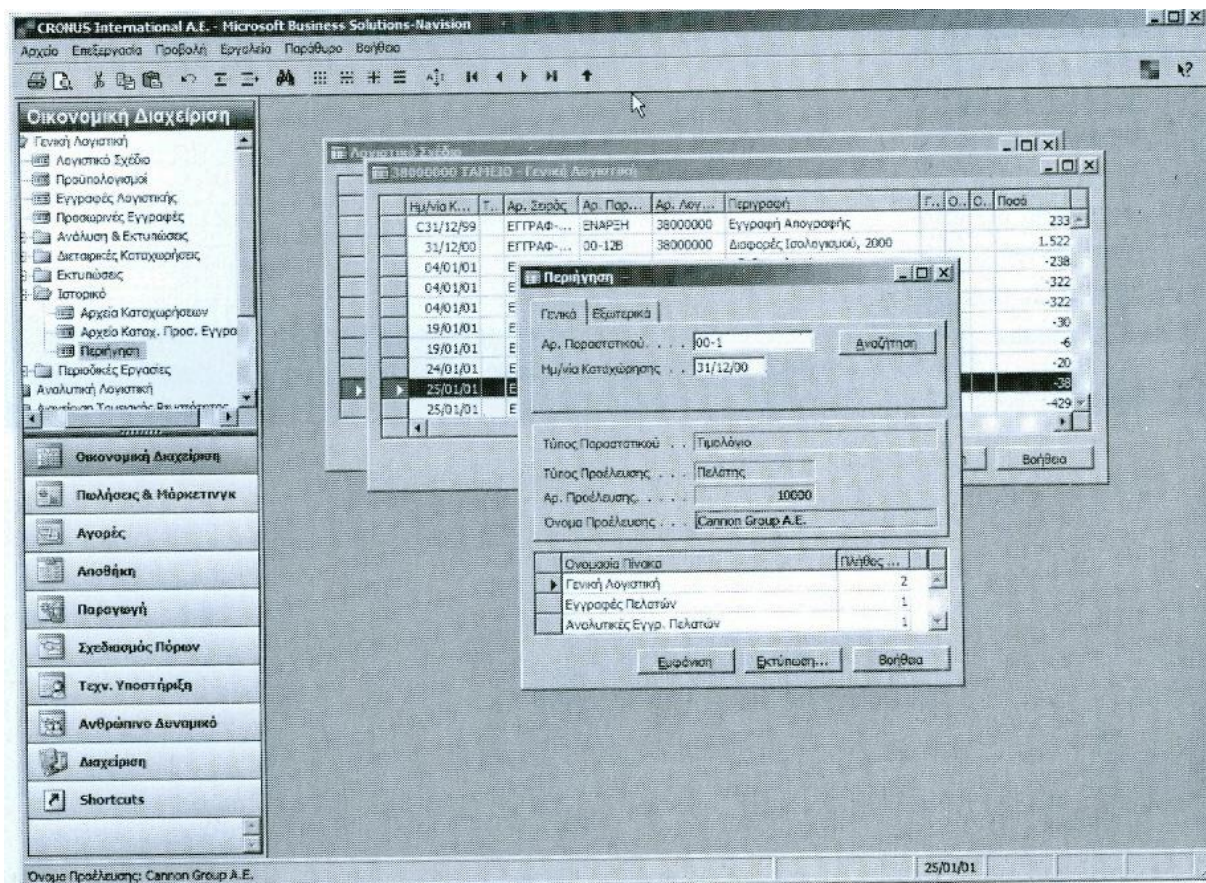 CRONUS International A.E. - Microsoft Business Solutions-Navision
Αρχείο Επεξεργασία Προβολή Εργαλεία Παράθυρο Βοήθεια
Οικονομική Διαχείριση
Γενική Λογιστική
Λογιστικό Σχέδιο
Προϋπολογισμοί
Εγγραφές Λογιστικής
Προσωρινές Εγγραφές
Ανάλυση & Εκτυπώσεις
Διεταιρικές Καταχωρήσεις
Εκτυπώσεις
Ιστορικό
Αρχεία Καταχωρήσεων
Αρχεία Καταχ. Προσ. Εγγρα
Περιήγηση
Περιοδικές Εργασίες
Αναλυτική Λογιστική
Διαχείριση Ταμειακής Ρευστότητας
Οικονομική Διαχείριση
Πωλήσεις & Μάρκετινγκ
Αγορές
Αποθήκη
Παραγωγή
Σχεδιασμός Πόρων
Τεχν. Υποστήριξη
Ανθρώπινο Δυναμικό
Διαχείριση
Shortcuts
Λογιστικό Σχέδιο
38000000 ΤΑΜΕΙΟ - Γενική Λογιστική
Ημ/νία Κ... Τ.. Αρ. Σειράς Αρ. Παρ... Αρ. Λογ... Περιγραφή Γ.. Ο.. Ο.. Ποσό
C31/12/99 ΕΓΓΡΑΦ-... ΕΝΑΡΞΗ 38000000 Εγγραφή Απογραφής 233
31/12/00 ΕΓΓΡΑΦ-... 00-12Β 38000000 Διαφορές Ισολογισμού, 2000 1.522
04/01/01 Ε -238
04/01/01 Ε -322
04/01/01 Ε -322
19/01/01 Ε -30
19/01/01 Ε -6
24/01/01 Ε -20
25/01/01 Ε -38
25/01/01 Ε -429
Βοήθεια
Περιήγηση
Γενικά Εξωτερικά
Αρ. Παραστατικού. . . . 00-1 Αναζήτηση
Ημ/νία Καταχώρησης . . 31/12/00
Τύπος Παραστατικού . . Τιμολόγιο
Τύπος Προέλευσης . . . Πελάτης
Αρ. Προέλευσης. . . . . 10000
Όνομα Προέλευσης . . . Cannon Group A.E.
Ονομασία Πίνακα Πλήθος ...
Γενική Λογιστική 2
Εγγραφές Πελατών 1
Αναλυτικές Εγγρ. Πελατών 1
Εμφάνιση Εκτύπωση... Βοήθεια
Όνομα Προέλευσης: Cannon Group A.E. 25/01/01